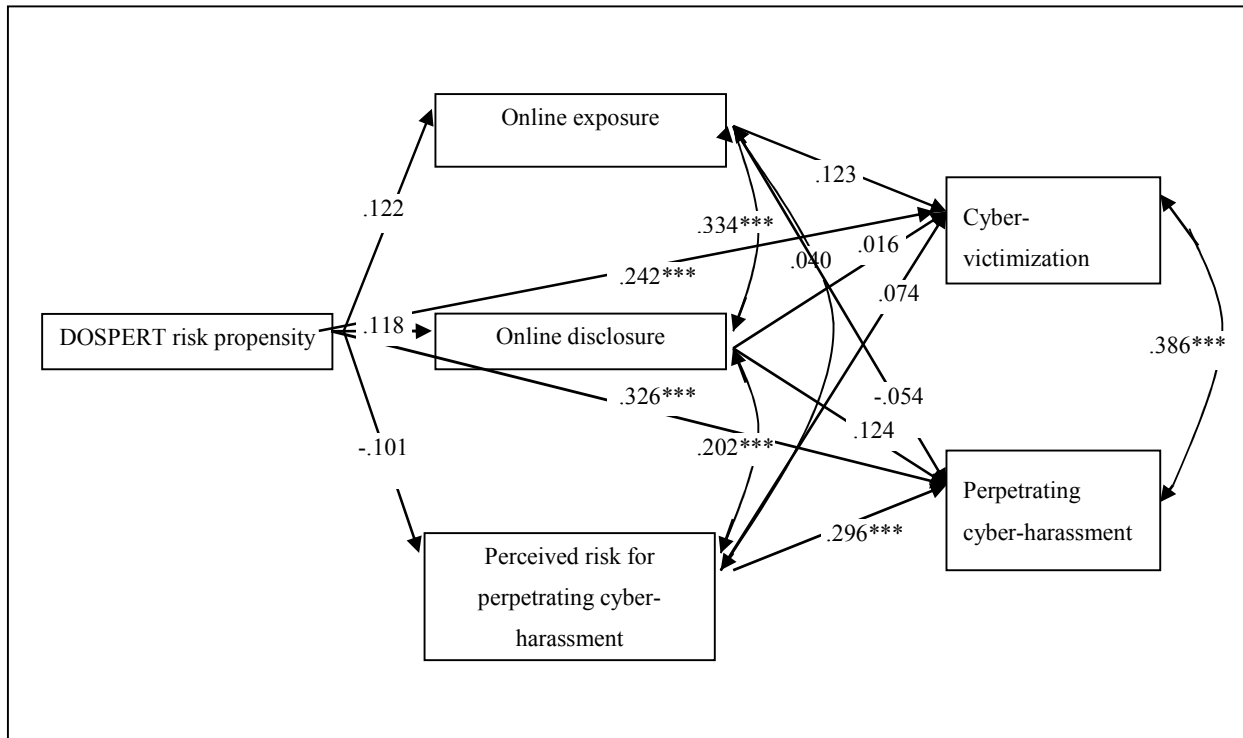 Online exposure
.123
Cyber-
victimization
.122
.334***
.016
.040
.242***
.074
DOSPERT risk propensity
.118
Online disclosure
.386***
.326***
-.054
.124
-.101
.202***
Perpetrating
cyber-harassment
.296***
Perceived risk for
perpetrating cyber-
harassment